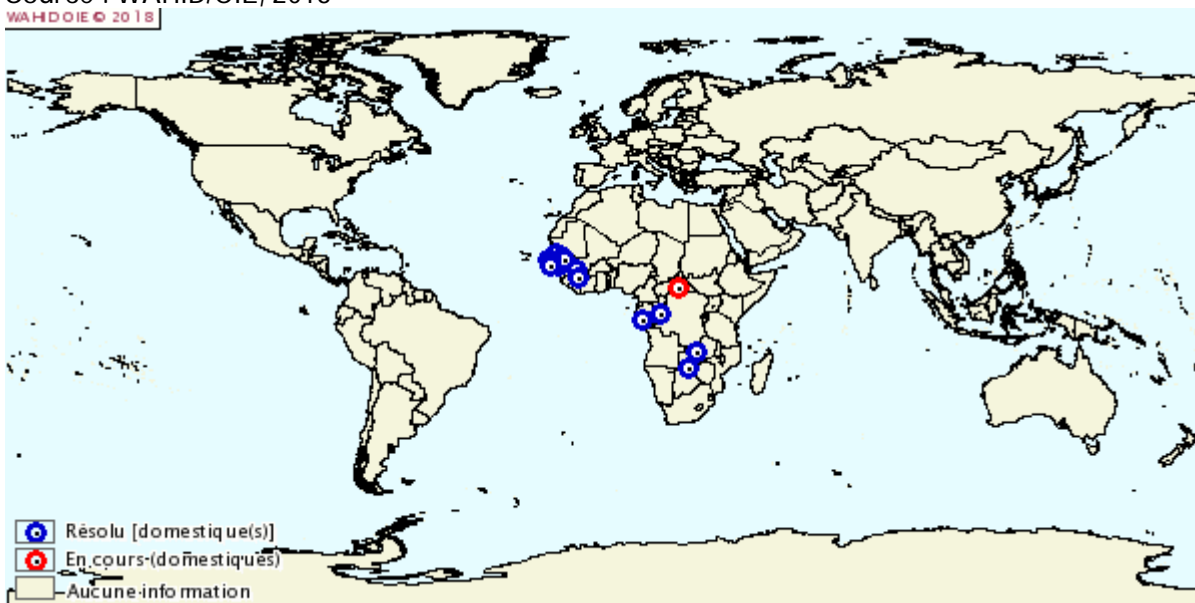 WAHIDOIE© 2018
Résolu [domestique(s)]
En cours-(domestiques)
Aucune information